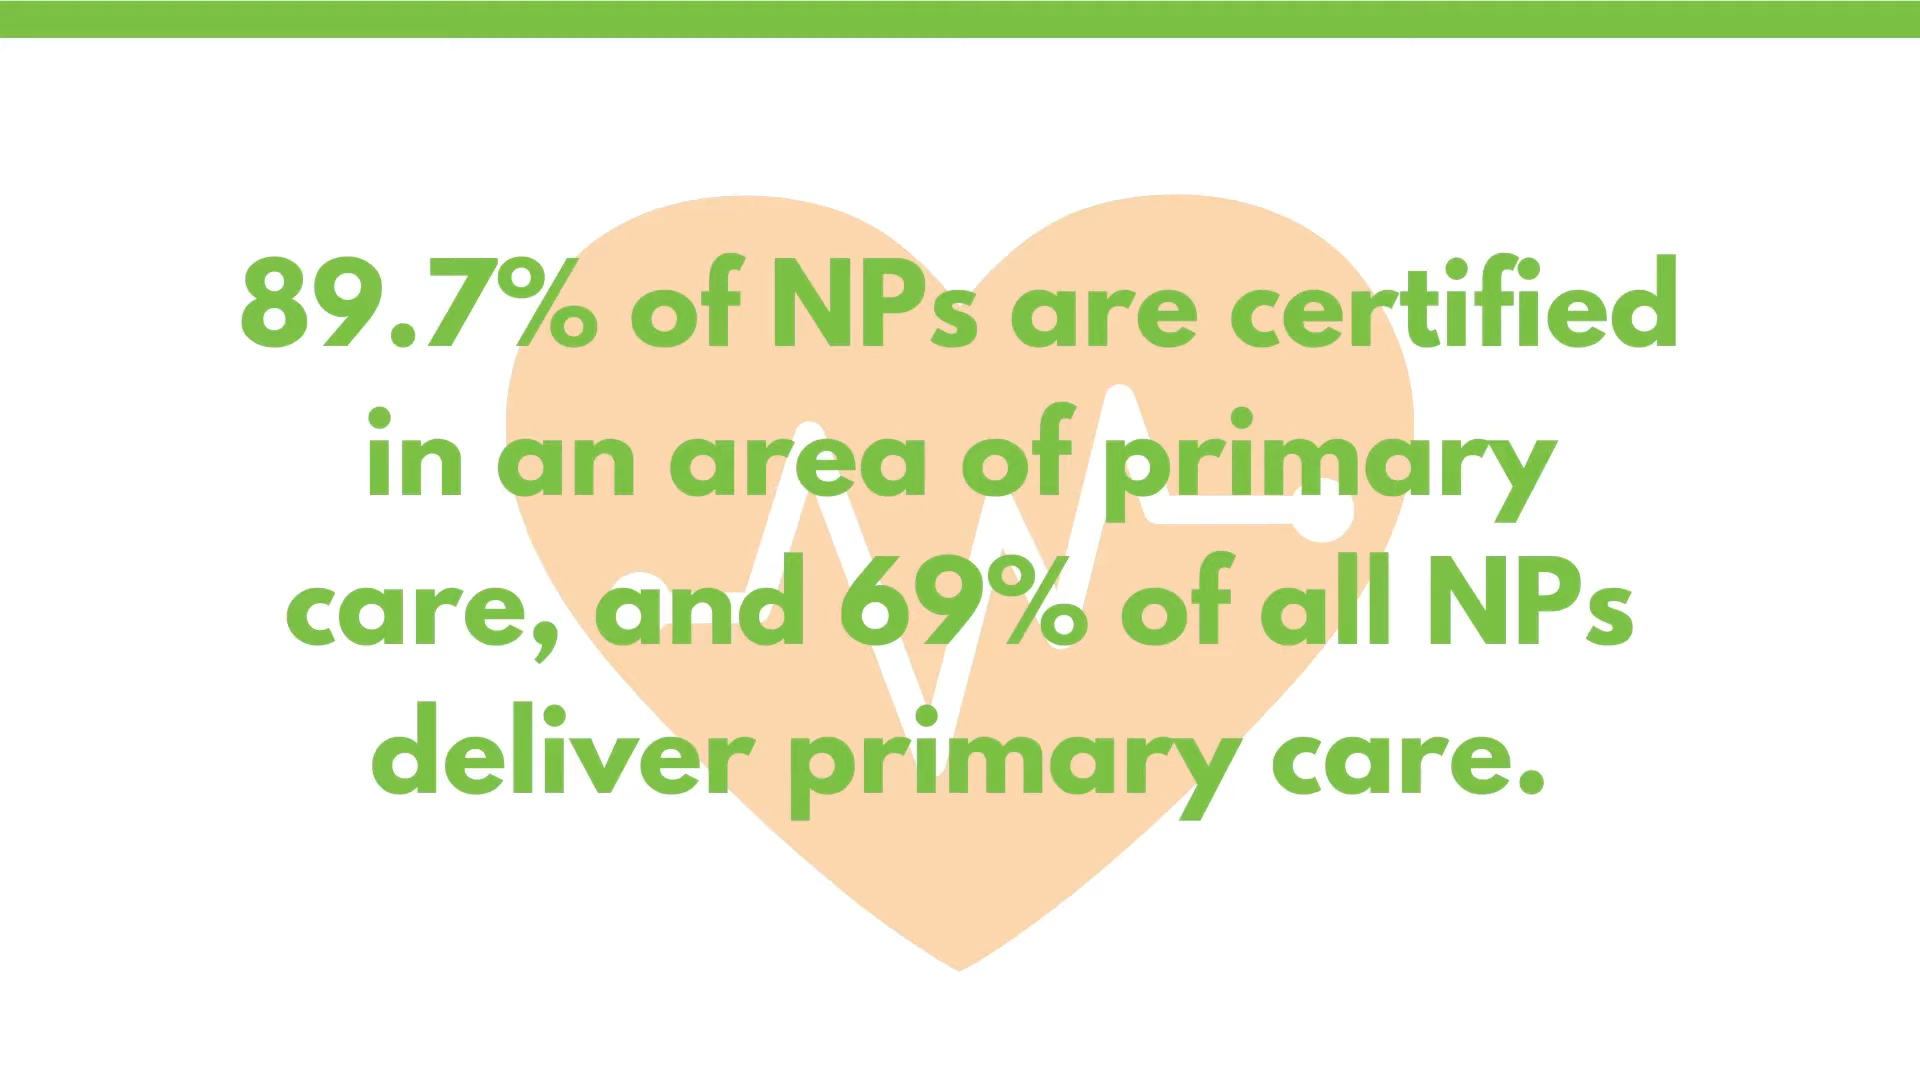 89.7% of NPs are certified
in an area of primary
care, and 69% of all NPs
deliver primary care.